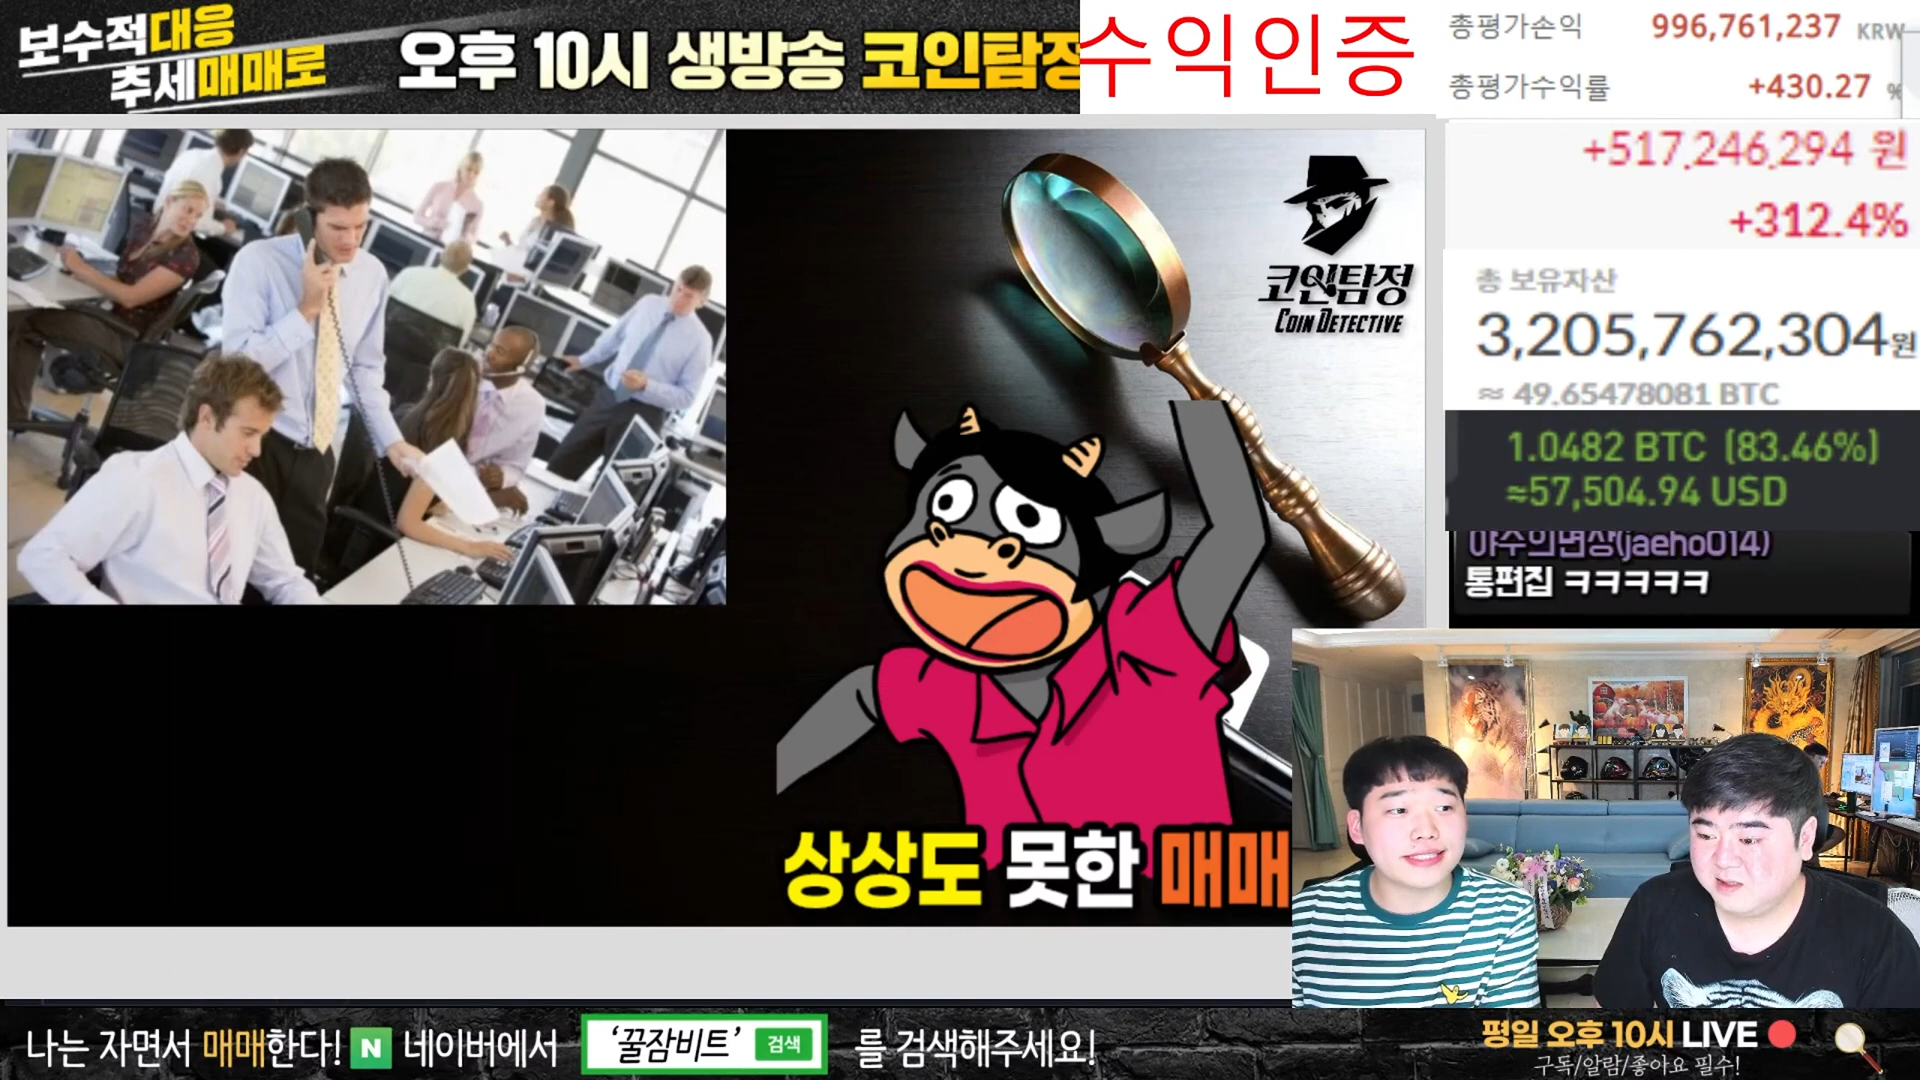 보수적대응
추세매매로
오후 10시 생방송 코인탐정
수익인증
총평가손익 996,761,237 KRW
총평가수익률 +430.27 %
+517,246,294 원
+312.4%
총 보유자산
3,205,762,304원
≈ 49.65478081 BTC
1.0482 BTC (83.46%)
≈57,504.94 USD
야수의면상(jaeho014)
통편집 ㅋㅋㅋㅋㅋ
코인탐정
COIN DETECTIVE
상상도 못한 매매
나는 자면서 매매한다! N 네이버에서 '꿀잠비트' 검색 를 검색해주세요!
평일 오후 10시 LIVE
구독/알람/좋아요 필수!